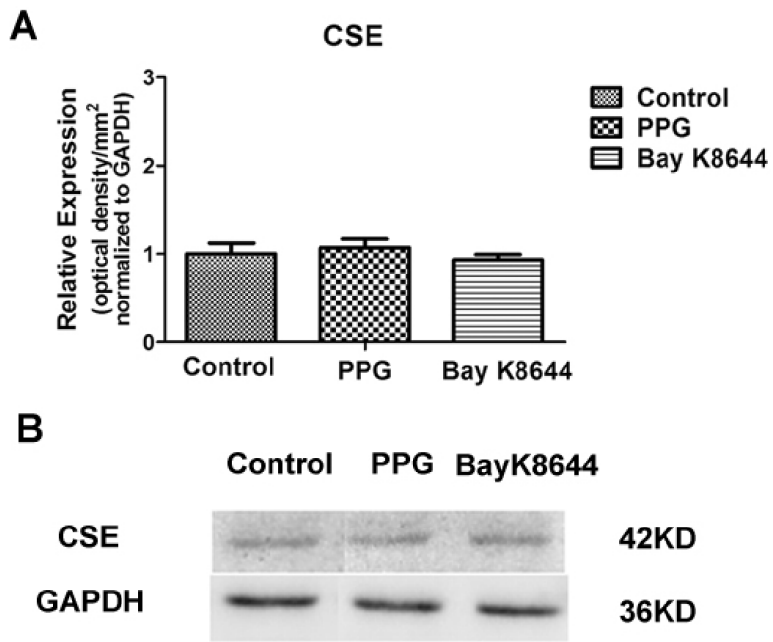 A
CSE
Relative Expression
(optical density/mm2
normalized to GAPDH)
3
2
1
0
Control
PPG
Bay K8644
Control
PPG
Bay K8644
B
Control PPG BayK8644
CSE 42KD
GAPDH 36KD